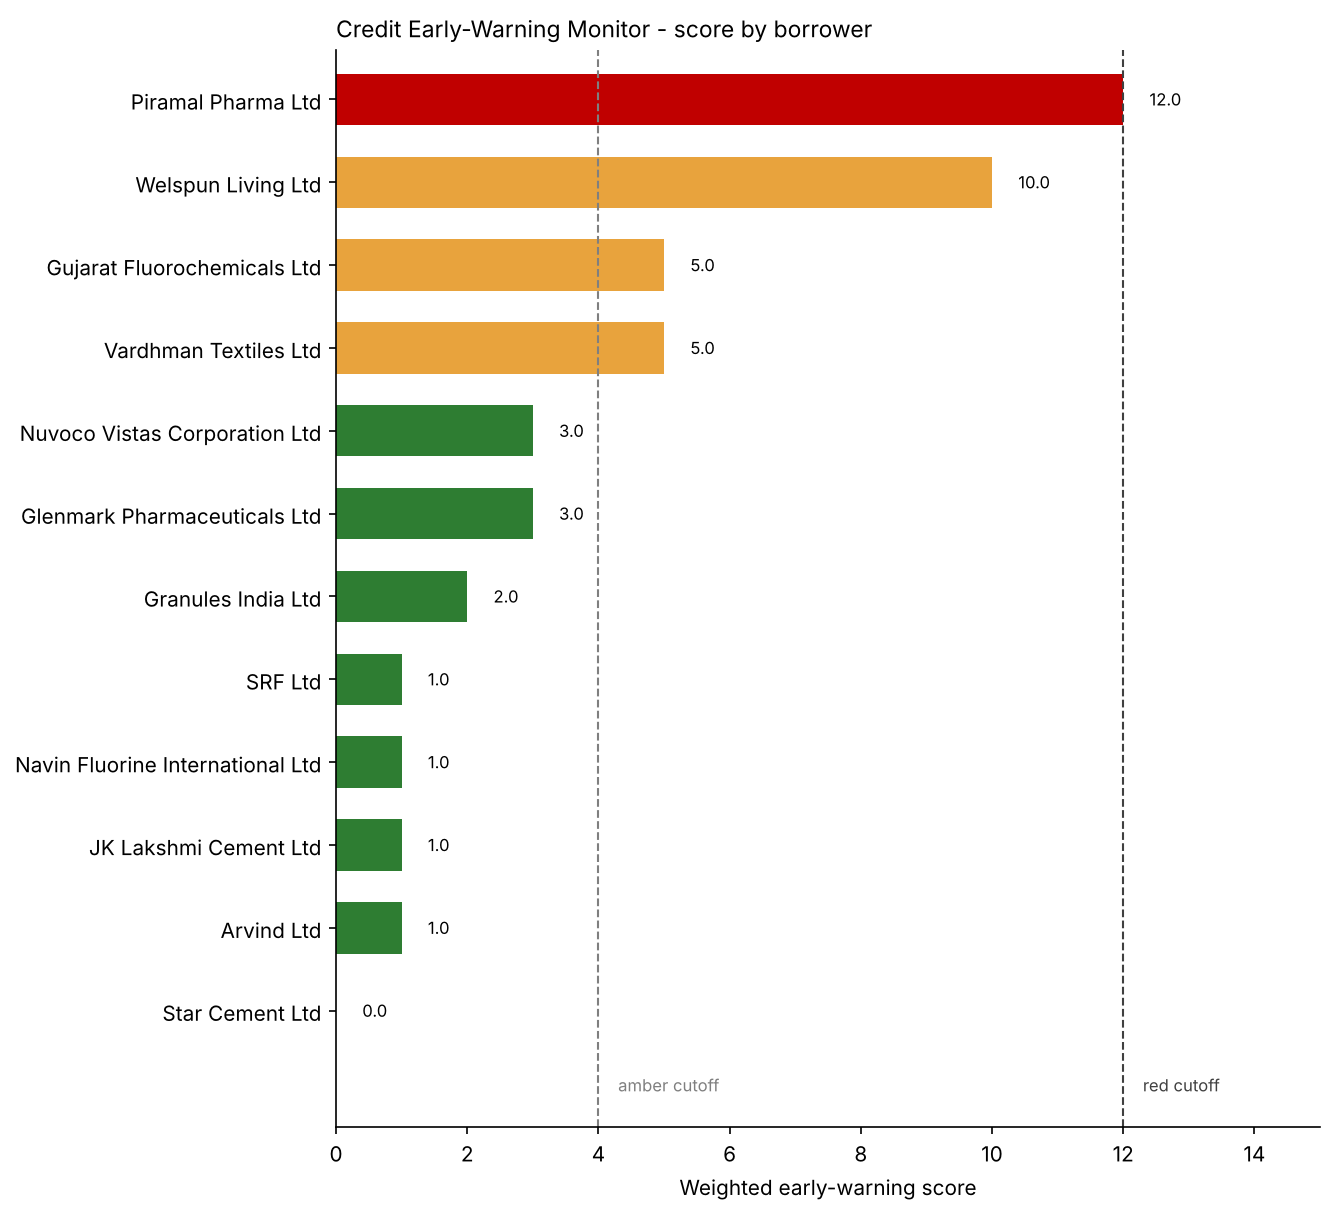 Credit Early-Warning Monitor - score by borrower
Piramal Pharma Ltd 12.0
Welspun Living Ltd 10.0
Gujarat Fluorochemicals Ltd 5.0
Vardhman Textiles Ltd 5.0
Nuvoco Vistas Corporation Ltd 3.0
Glenmark Pharmaceuticals Ltd 3.0
Granules India Ltd 2.0
SRF Ltd 1.0
Navin Fluorine International Ltd 1.0
JK Lakshmi Cement Ltd 1.0
Arvind Ltd 1.0
Star Cement Ltd 0.0
amber cutoff red cutoff
0 2 4 6 8 10 12 14
Weighted early-warning score